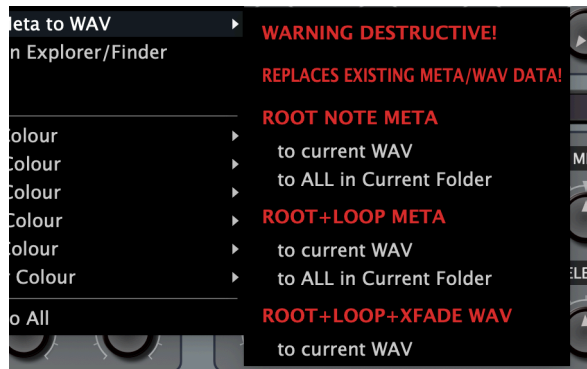 Meta to WAV
n Explorer/Finder
Colour
Colour
Colour
Colour
Colour
Colour
o All
WARNING DESTRUCTIVE!
REPLACES EXISTING META/WAV DATA!
ROOT NOTE META
to current WAV
to ALL in Current Folder
ROOT+LOOP META
to current WAV
to ALL in Current Folder
ROOT+LOOP+XFADE WAV
to current WAV
M
ELE